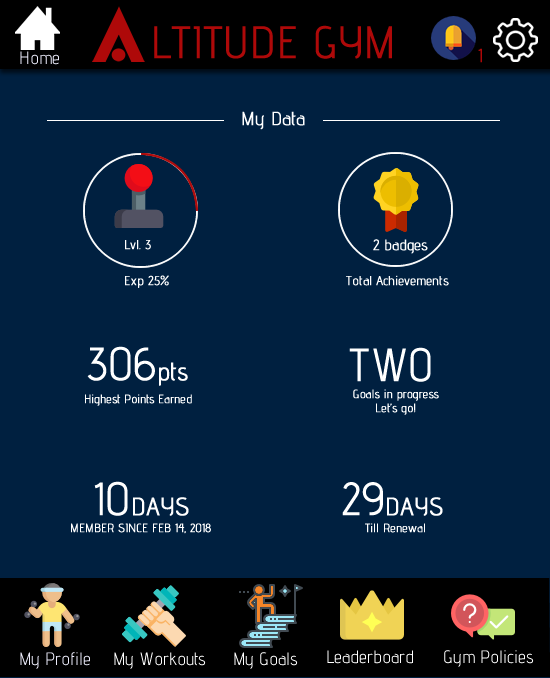 Home
ALTITUDE GYM
1
My Data
Lvl. 3
Exp 25%
2 badges
Total Achievements
306pts
Highest Points Earned
TWO
Goals in progress
Let's go!
10DAYS
MEMBER SINCE FEB 14, 2018
29DAYS
Till Renewal
?
My Profile
My Workouts
My Goals
Leaderboard
Gym Policies